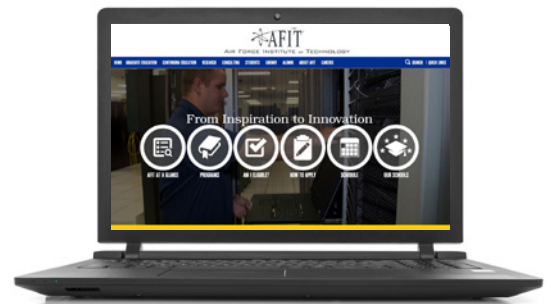 AFIT
AIR FORCE INSTITUTE of TECHNOLOGY
HOME GRADUATE EDUCATION CONTINUING EDUCATION RESEARCH CONSULTING STUDENTS LIBRARY ALUMNI ABOUT AFIT CAREERS SEARCH QUICK LINKS
From Inspiration to Innovation
AFIT AT A GLANCE PROGRAMS AM I ELIGIBLE? HOW TO APPLY SCHEDULE OUR SCHOOLS